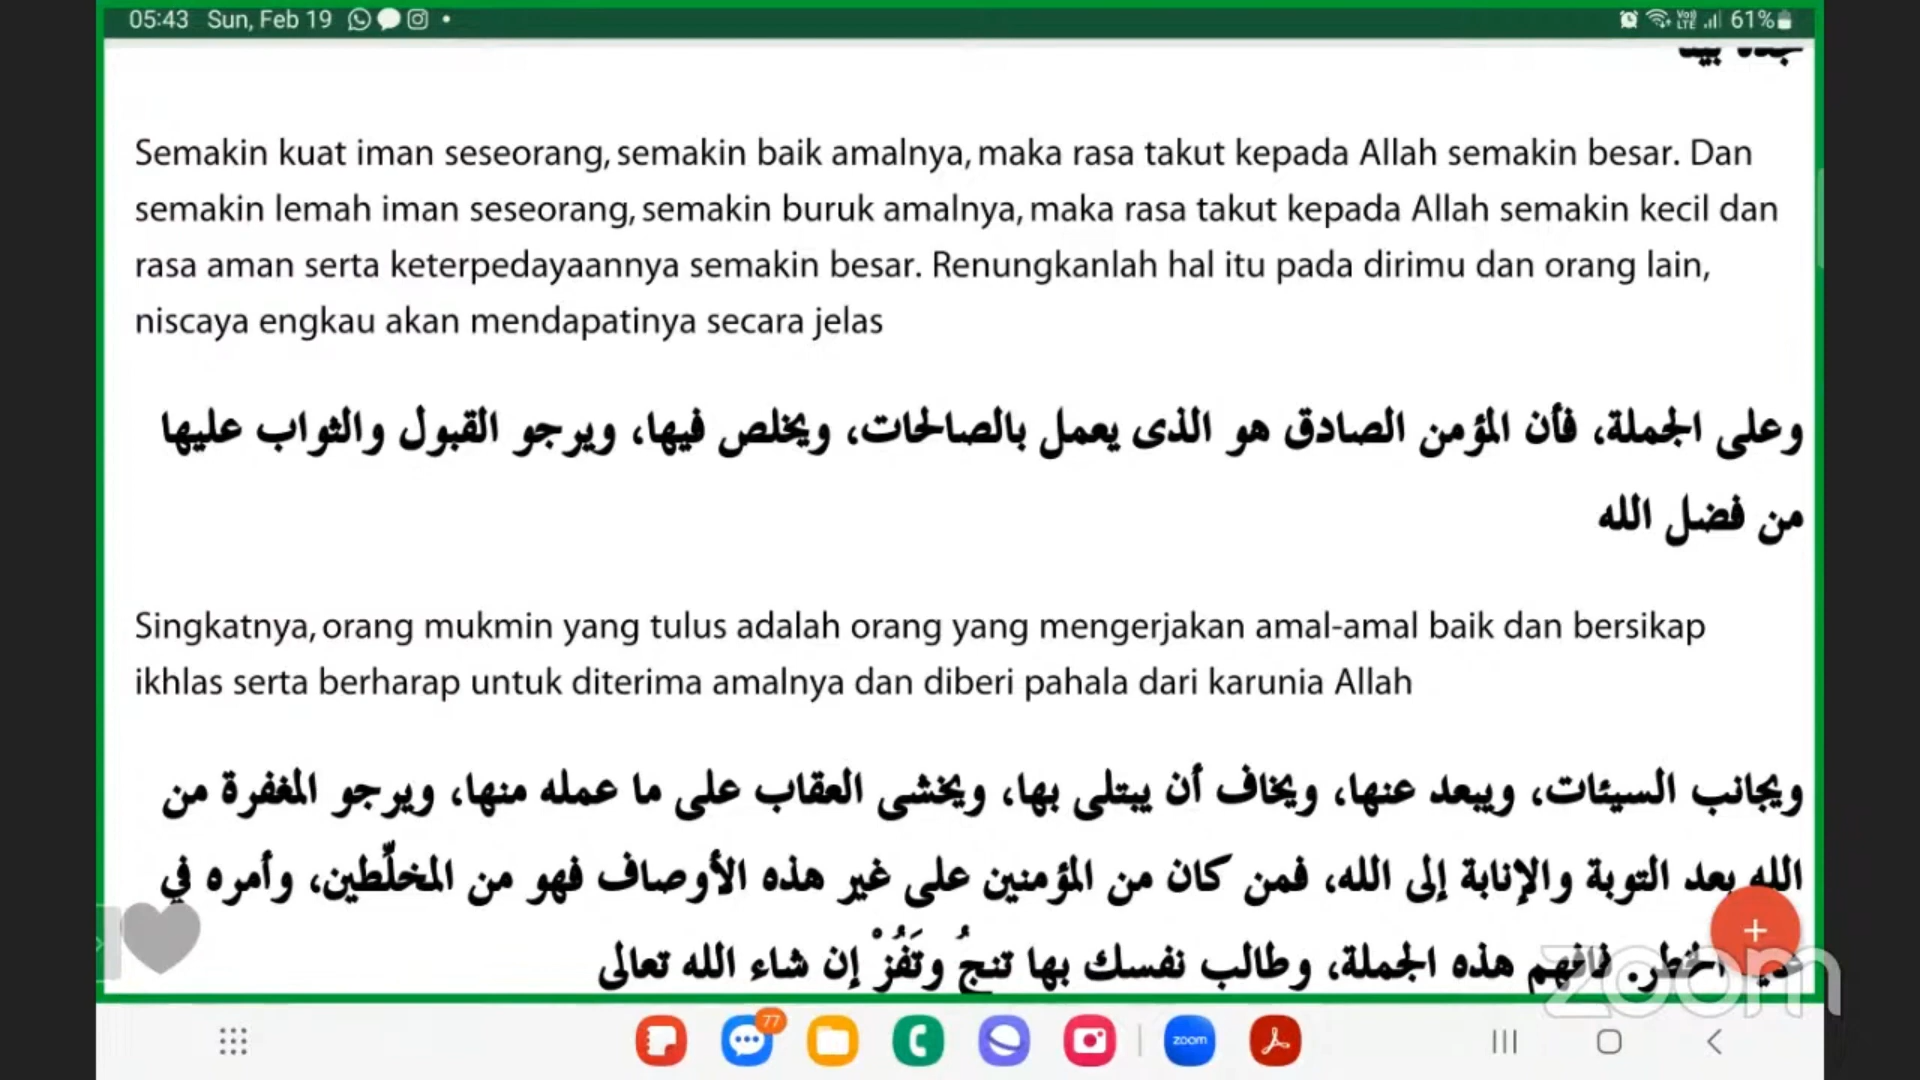 05:43 Sun, Feb 19
61%
Semakin kuat iman seseorang, semakin baik amalnya, maka rasa takut kepada Allah semakin besar. Dan
semakin lemah iman seseorang, semakin buruk amalnya, maka rasa takut kepada Allah semakin kecil dan
rasa aman serta keterpedayaannya semakin besar. Renungkanlah hal itu pada dirimu dan orang lain,
niscaya engkau akan mendapatinya secara jelas
وعلى الجملة، فأن المؤمن الصادق هو الذى يعمل بالصالحات، ويخلص فيها، ويرجو القبول والثواب عليها
من فضل الله
Singkatnya, orang mukmin yang tulus adalah orang yang mengerjakan amal-amal baik dan bersikap
ikhlas serta berharap untuk diterima amalnya dan diberi pahala dari karunia Allah
ويجانب السيئات، ويبعد عنها، ويخاف أن يبتلى بها، ويخشى العقاب على ما عمله منها، ويرجو المغفرة من
الله بعد التوبة والإنابة إلى الله، فمن كان من المؤمنين على غير هذه الأوصاف فهو من المخلِّطين، وأمره في
الخطر. فافهم هذه الجملة، وطالب نفسك بها تنجُ وتَفُزْ إن شاء الله تعالى
zoom
77
zoom